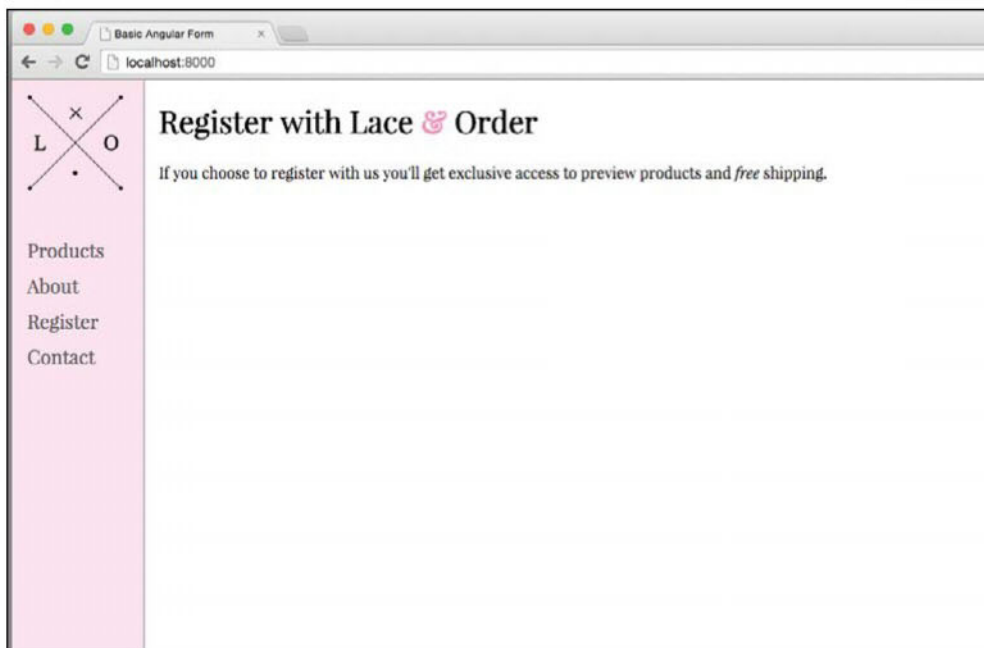 Basic Angular Form
localhost:8000
L O
Register with Lace & Order
If you choose to register with us you'll get exclusive access to preview products and free shipping.
Products
About
Register
Contact